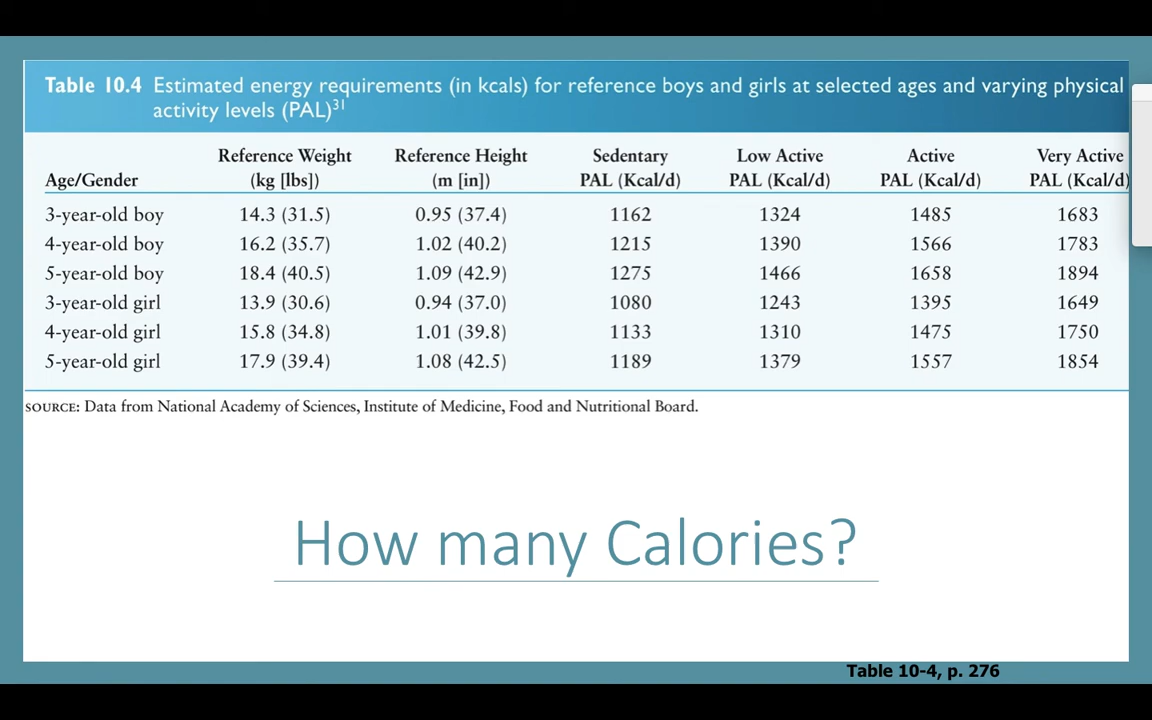 Table 10.4 Estimated energy requirements (in kcals) for reference boys and girls at selected ages and varying physical
activity levels (PAL)31
Reference Weight Reference Height Sedentary Low Active Active Very Active
Age/Gender (kg [lbs]) (m [in]) PAL (Kcal/d) PAL (Kcal/d) PAL (Kcal/d) PAL (Kcal/d)
3-year-old boy 14.3 (31.5) 0.95 (37.4) 1162 1324 1485 1683
4-year-old boy 16.2 (35.7) 1.02 (40.2) 1215 1390 1566 1783
5-year-old boy 18.4 (40.5) 1.09 (42.9) 1275 1466 1658 1894
3-year-old girl 13.9 (30.6) 0.94 (37.0) 1080 1243 1395 1649
4-year-old girl 15.8 (34.8) 1.01 (39.8) 1133 1310 1475 1750
5-year-old girl 17.9 (39.4) 1.08 (42.5) 1189 1379 1557 1854
SOURCE: Data from National Academy of Sciences, Institute of Medicine, Food and Nutritional Board.
How many Calories?
Table 10-4, p. 276